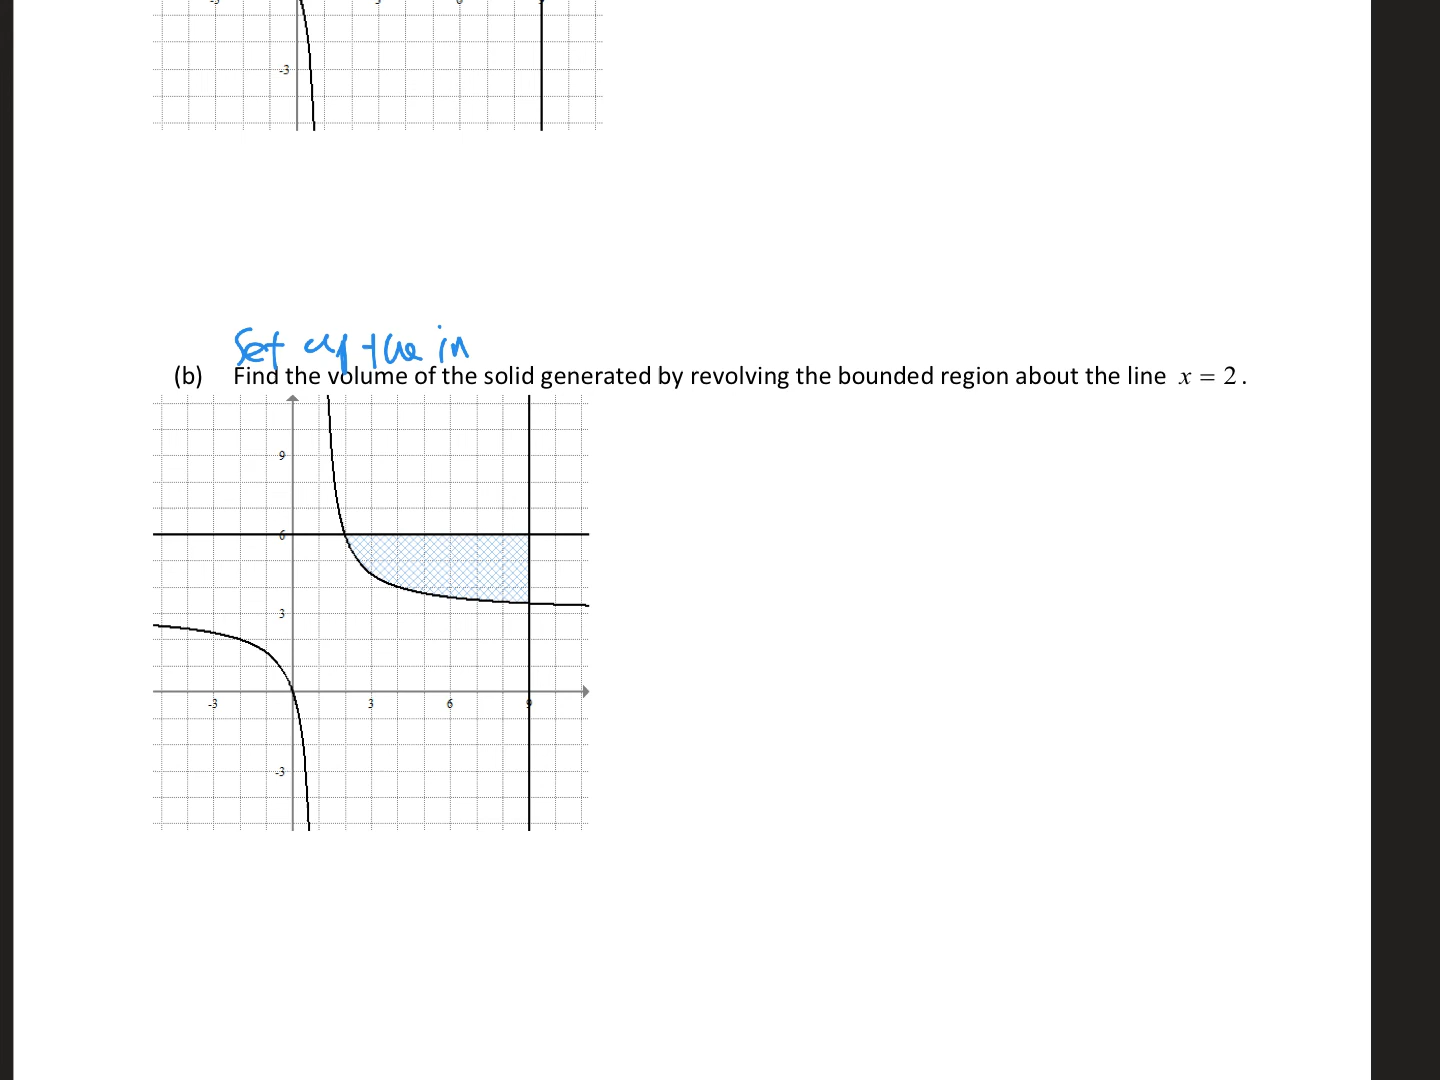 -3
Set up the in
(b) Find the volume of the solid generated by revolving the bounded region about the line x = 2 .
9
6
3
-3 3 6 9
-3